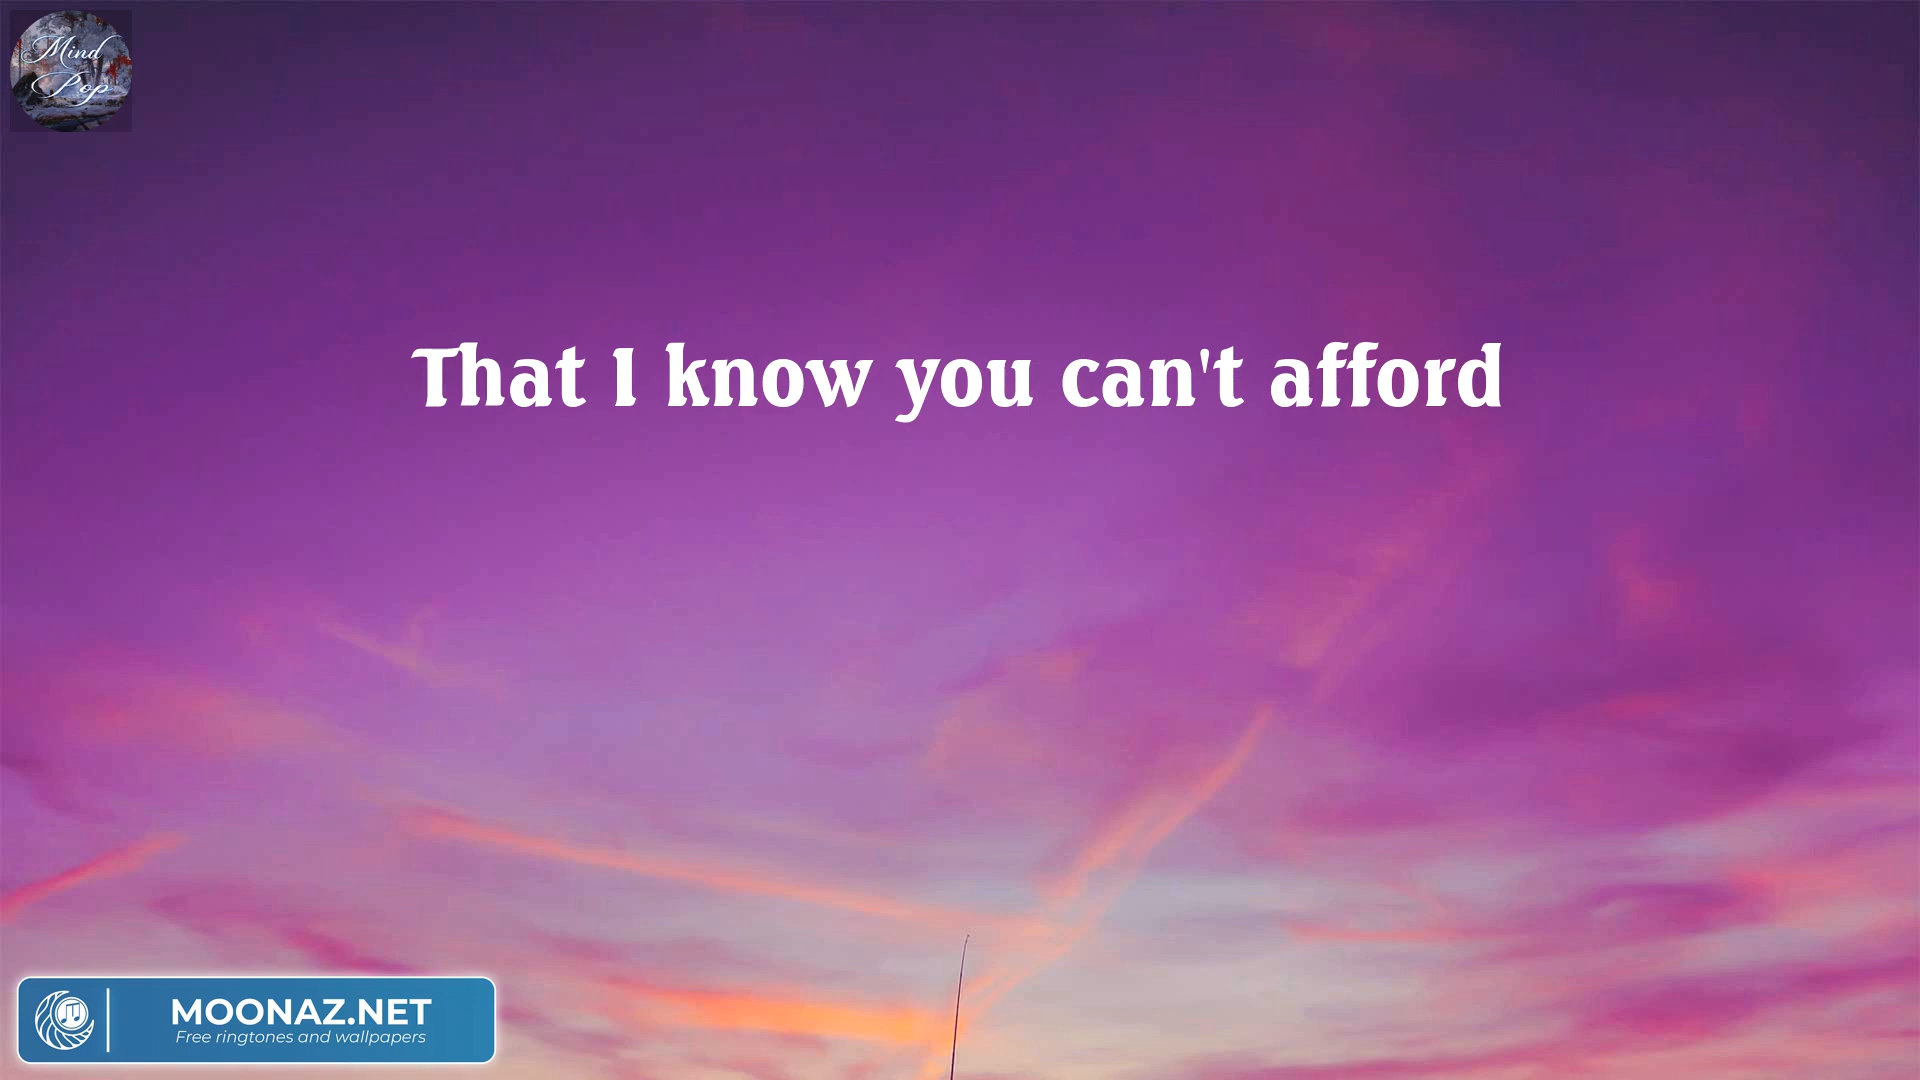 Mind
Pop
That I know you can't afford
MOONAZ.NET
Free ringtones and wallpapers